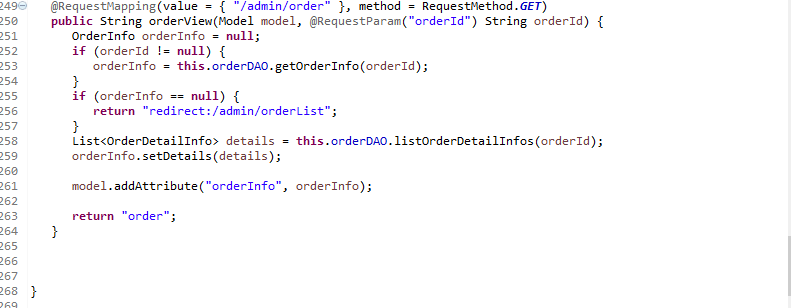 249 @RequestMapping(value = { "/admin/order" }, method = RequestMethod.GET)
250 public String orderView(Model model, @RequestParam("orderId") String orderId) {
251 OrderInfo orderInfo = null;
252 if (orderId != null) {
253 orderInfo = this.orderDAO.getOrderInfo(orderId);
254 }
255 if (orderInfo == null) {
256 return "redirect:/admin/orderList";
257 }
258 List<OrderDetailInfo> details = this.orderDAO.listOrderDetailInfos(orderId);
259 orderInfo.setDetails(details);
260
261 model.addAttribute("orderInfo", orderInfo);
262
263 return "order";
264 }
265
266
267
268 }
269